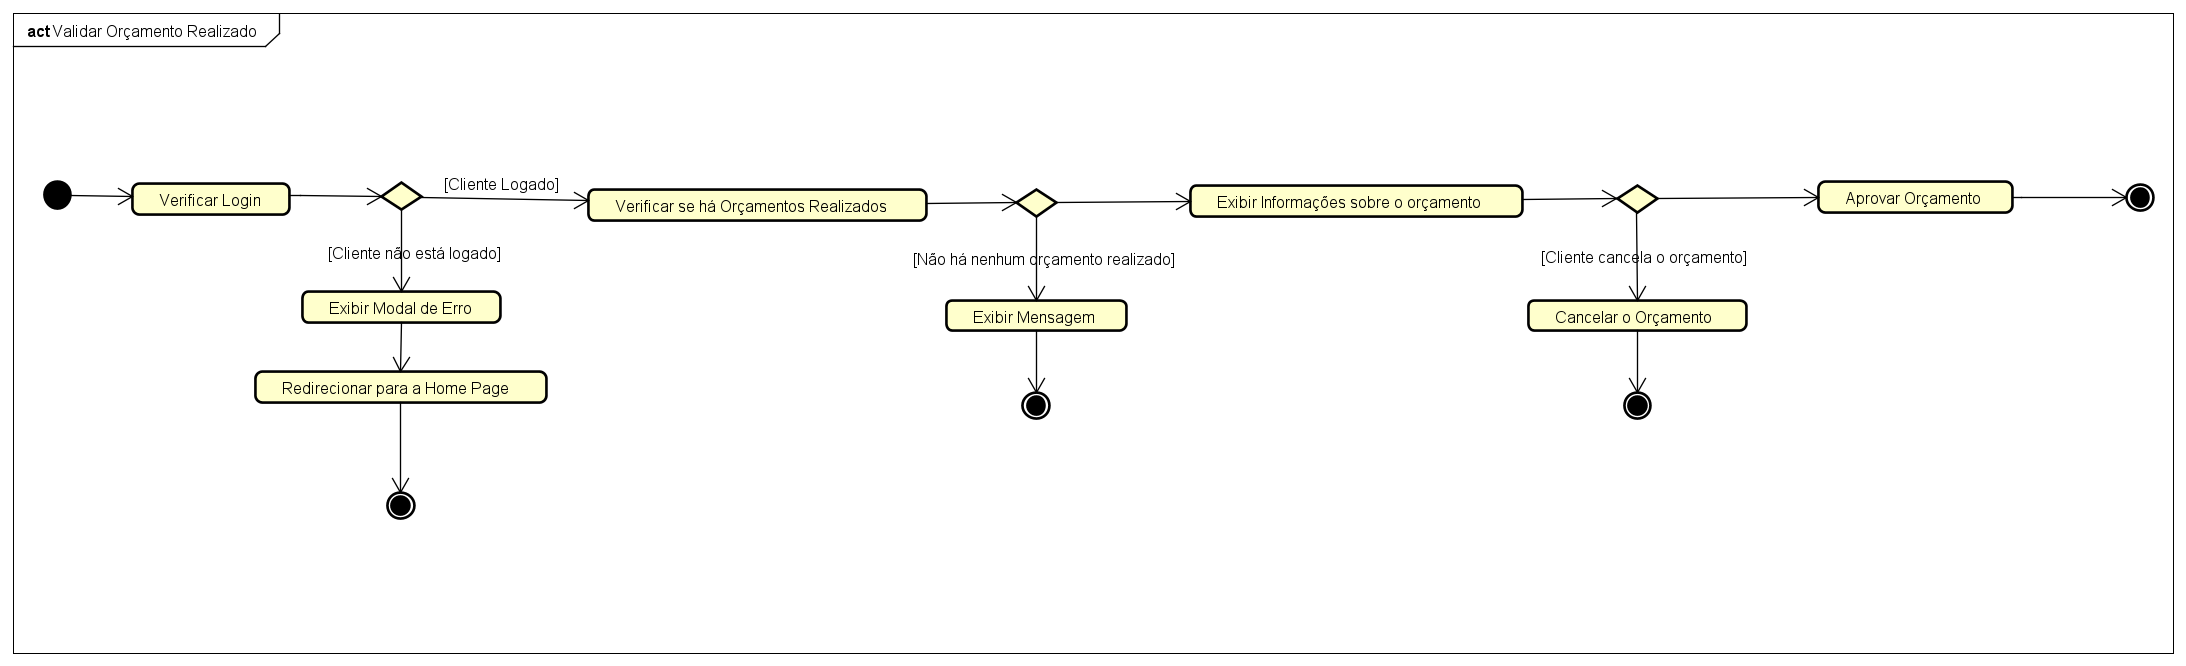 act Validar Orçamento Realizado
[Cliente Logado]
Verificar Login
Verificar se há Orçamentos Realizados
Exibir Informações sobre o orçamento
Aprovar Orçamento
[Cliente não está logado]
[Não há nenhum orçamento realizado]
[Cliente cancela o orçamento]
Exibir Modal de Erro
Exibir Mensagem
Cancelar o Orçamento
Redirecionar para a Home Page